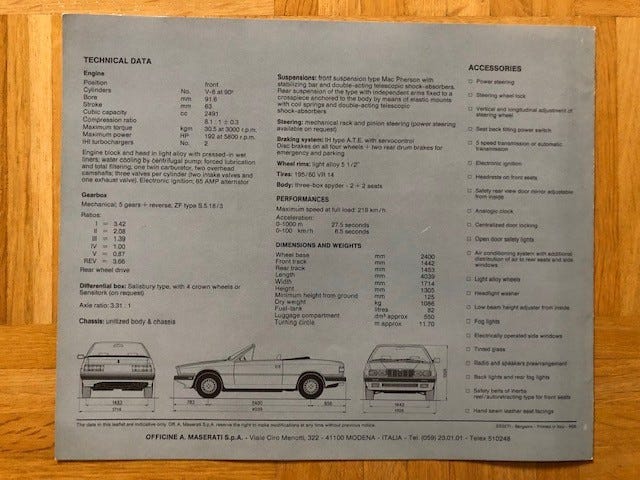 TECHNICAL DATA
Engine
Position front
Cylinders No. V-6 at 90°
Bore mm 91.6
Stroke mm 63
Cubic capacity cc 2491
Compression ratio 8.1 : 1 ± 0.3
Maximum torque kgm 30.5 at 3000 r.p.m.
Maximum power HP 192 at 5500 r.p.m.
IHI turbochargers No. 2
Engine block and head in light alloy with pressed-in wet
liners; water cooling by centrifugal pump; forced lubrication
and total filtering; one twin carburetor, two overhead
camshafts; three valves per cylinder (two intake valves and
one exhaust valve). Electronic ignition; 65 AMP alternator
Gearbox
Mechanical; 5 gears + reverse, ZF type S.5.18/3
Ratios:
I = 3.42
II = 2.08
III = 1.39
IV = 1.00
V = 0.87
REV = 3.66
Rear wheel drive
Differential box: Salisbury type, with 4 crown wheels or
Sensitork (on request)
Axle ratio: 3.31 : 1
Chassis: unitized body & chassis
Suspensions: front suspension type Mac Pherson with
stabilizing bar and double-acting telescopic shock-absorbers.
Rear suspension of the type with independent arms fixed to a
crosspiece anchored to the body by means of elastic mounts
with coil springs and double-acting telescopic
shock-absorbers.
Steering: mechanical rack and pinion steering (power steering
available on request)
Braking system: IH type A.T.E. with servocontrol
Disc brakes on all four wheels + two rear drum brakes for
emergency and parking
Wheel rims: light alloy 5 1/2"
Tires: 195/60 VR 14
Body: three-box spyder - 2 + 2 seats
PERFORMANCES
Maximum speed at full load: 219 km/h
Acceleration:
0-1000 m 27.5 seconds
0-100 km/h 6.5 seconds
DIMENSIONS AND WEIGHTS
Wheel base mm 2400
Front track mm 1442
Rear track mm 1453
Length mm 4039
Width mm 1714
Height mm 1305
Minimum height from ground mm 125
Dry weight kg 1086
Fuel-tank litres 82
Luggage compartment dm³ approx 550
Turning circle m approx 11.70
ACCESSORIES
Power steering
Steering wheel lock
Vertical and longitudinal adjustment of
steering wheel
Seat back tilting power switch
5 speed transmission or automatic
transmission
Electronic ignition
Headrests on front seats
Safety rear view door mirror adjustable
from inside
Analogic clock
Centralized door locking
Open door safety lights
Air conditioning system with additional
distribution of air to rear seats and side
windows
Light alloy wheels
Headlight washer
Low beam height adjuster from inside
Fog lights
Electrically operated side windows
Tinted glass
Radio and speakers prearrangement
Back lights and rear fog lights
Safety belts of inertia
reel/autoretracting type for front seats
Hand sewn leather seat facings
1714
783 2400
4039
1442
The data in this leaflet are indicative only. Off. A. Maserati S.p.A. reserve the right to make modifications at any time without previous notice.
Printed in Italy
OFFICINE A. MASERATI S.p.A. - Viale Ciro Menotti, 322 - 41100 MODENA - ITALIA - Tel. (059) 23.01.01 - Telex 510248